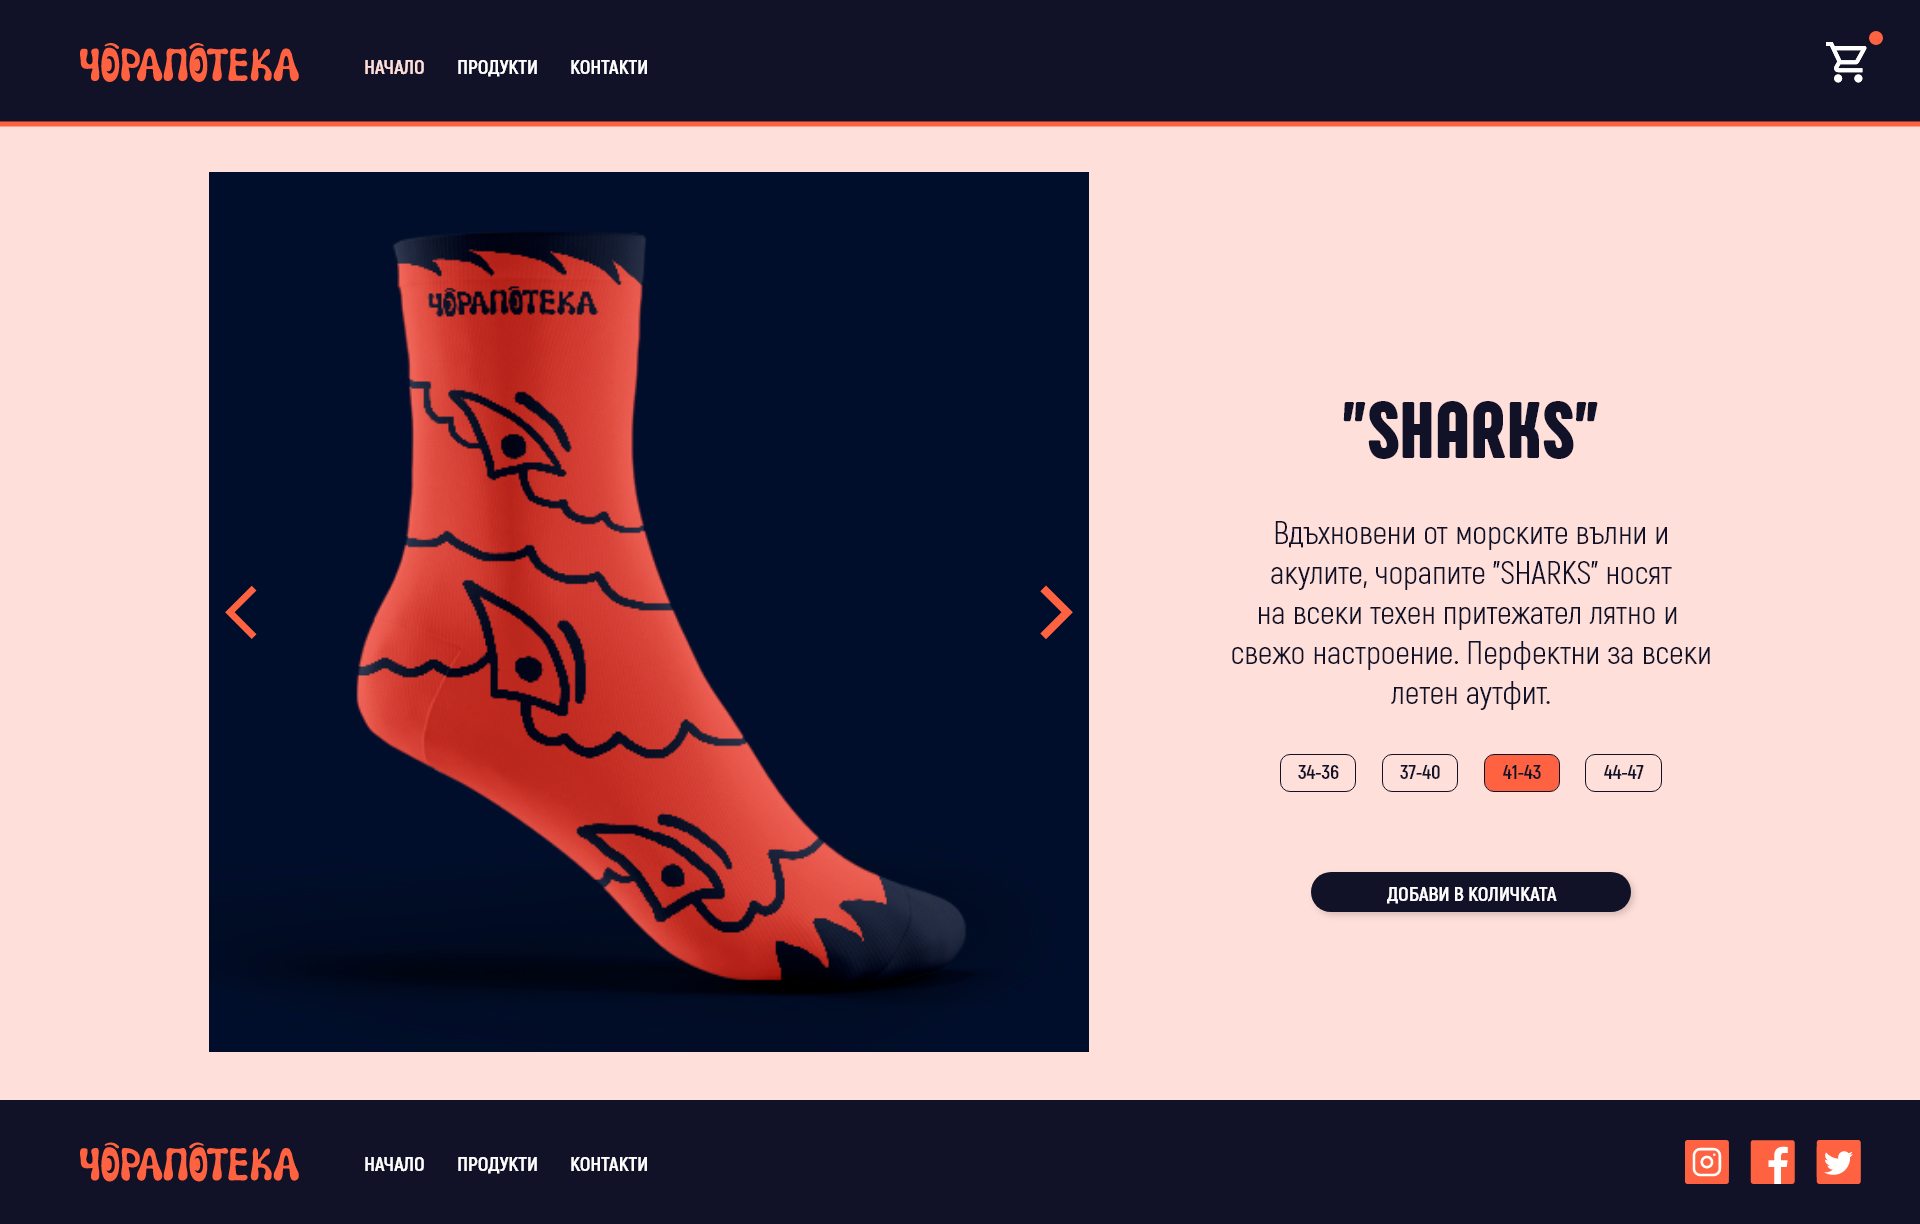 ЧОРАПОТЕКА
НАЧАЛО ПРОДУКТИ КОНТАКТИ
ЧОРАПОТЕКА
"SHARKS"
Вдъхновени от морските вълни и
акулите, чорапите "SHARKS" носят
на всеки техен притежател лятно и
свежо настроение. Перфектни за всеки
летен аутфит.
34-36 37-40 41-43 44-47
ДОБАВИ В КОЛИЧКАТА
ЧОРАПОТЕКА
НАЧАЛО ПРОДУКТИ КОНТАКТИ